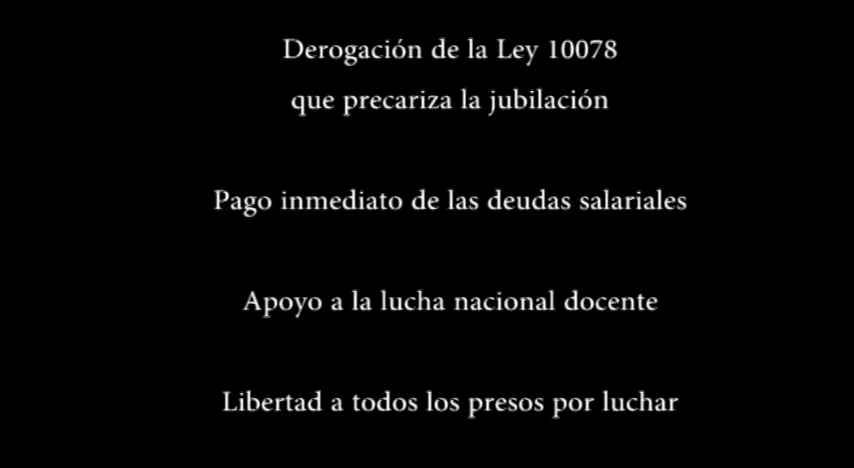 Derogación de la Ley 10078
que precariza la jubilación
Pago inmediato de las deudas salariales
Apoyo a la lucha nacional docente
Libertad a todos los presos por luchar